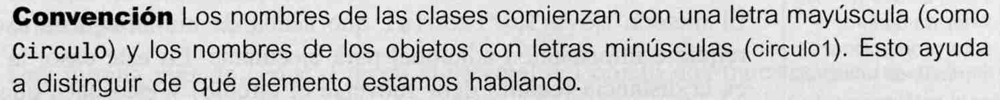 Convención Los nombres de las clases comienzan con una letra mayúscula (como
Circulo) y los nombres de los objetos con letras minúsculas (circulo1). Esto ayuda
a distinguir de qué elemento estamos hablando.